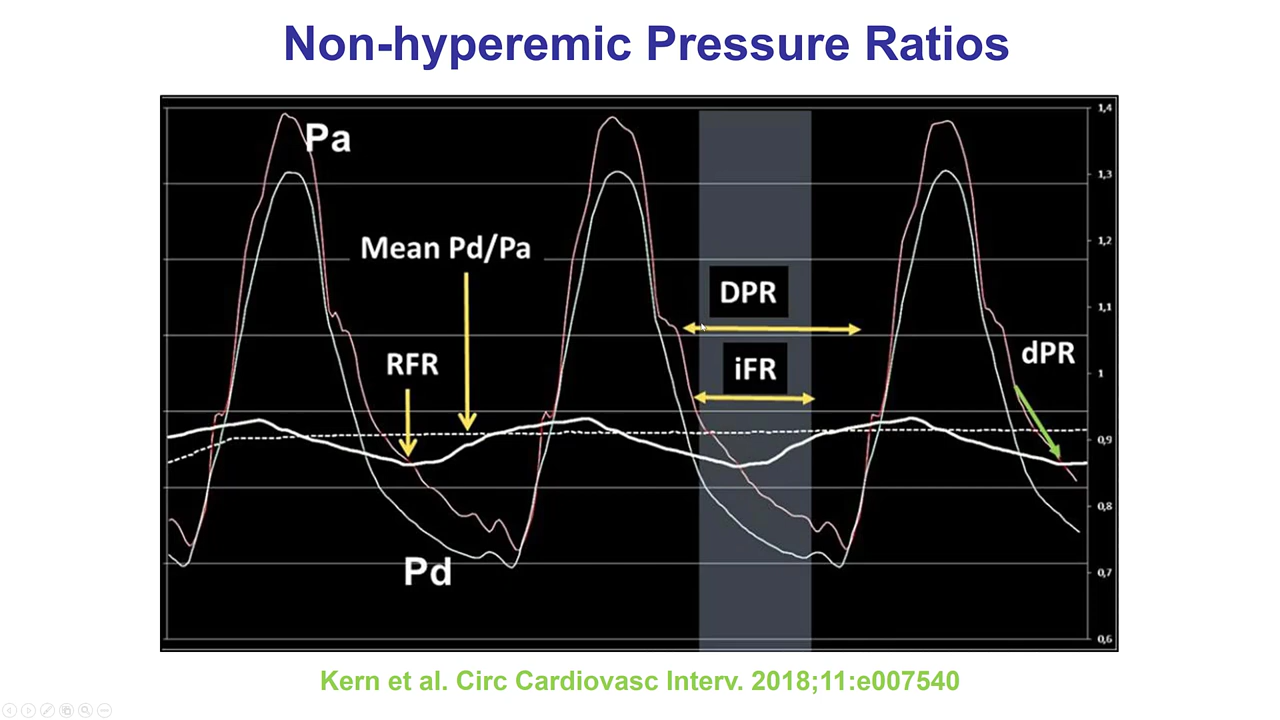 Non-hyperemic Pressure Ratios
Pa
1,4
1,3
Mean Pd/Pa
1,2
DPR
1,1
RFR
iFR
dPR
1
0,9
0,8
Pd
0,7
0,6
Kern et al. Circ Cardiovasc Interv. 2018;11:e007540